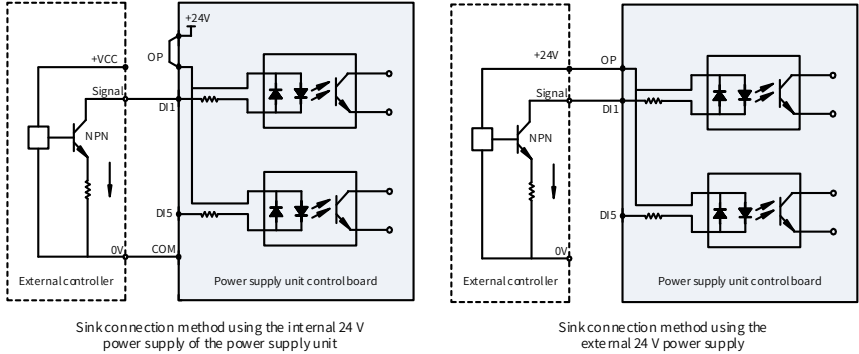 +24V
OP
+VCC
Signal
DI1
NPN
DI5
COM
0V
External controller
Power supply unit control board
Sink connection method using the internal 24 V
power supply of the power supply unit
+24V
OP
Signal
DI1
NPN
DI5
0V
External controller
Power supply unit control board
Sink connection method using the
external 24 V power supply